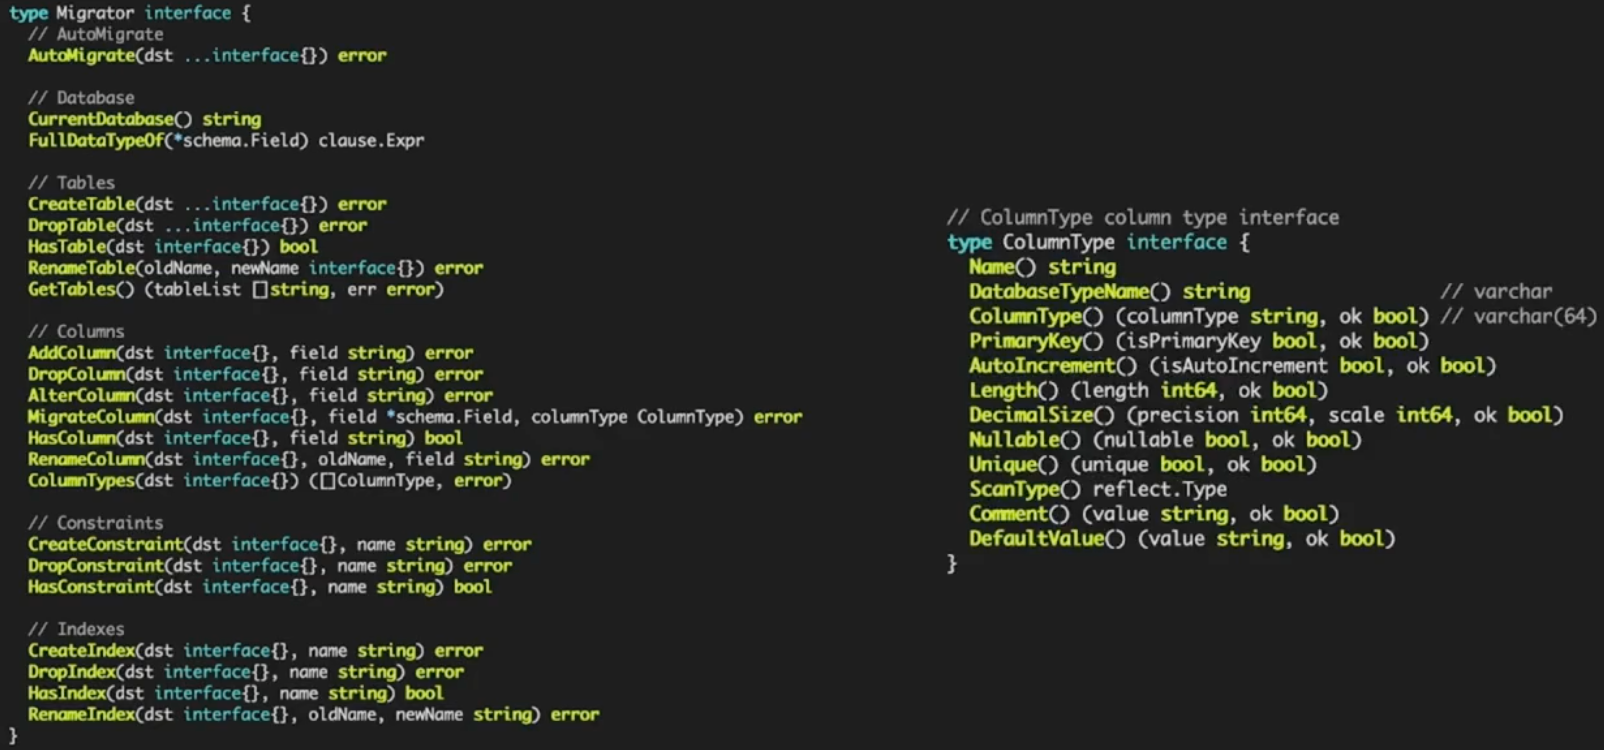 type Migrator interface {
// AutoMigrate
AutoMigrate(dst ...interface{}) error
// Database
CurrentDatabase() string
FullDataTypeOf(*schema.Field) clause.Expr
// Tables
CreateTable(dst ...interface{}) error
DropTable(dst ...interface{}) error
HasTable(dst interface{}) bool
RenameTable(oldName, newName interface{}) error
GetTables() (tableList []string, err error)
// Columns
AddColumn(dst interface{}, field string) error
DropColumn(dst interface{}, field string) error
AlterColumn(dst interface{}, field string) error
MigrateColumn(dst interface{}, field *schema.Field, columnType ColumnType) error
HasColumn(dst interface{}, field string) bool
RenameColumn(dst interface{}, oldName, field string) error
ColumnTypes(dst interface{}) ([]ColumnType, error)
// Constraints
CreateConstraint(dst interface{}, name string) error
DropConstraint(dst interface{}, name string) error
HasConstraint(dst interface{}, name string) bool
// Indexes
CreateIndex(dst interface{}, name string) error
DropIndex(dst interface{}, name string) error
HasIndex(dst interface{}, name string) bool
RenameIndex(dst interface{}, oldName, newName string) error
}
// ColumnType column type interface
type ColumnType interface {
Name() string
DatabaseTypeName() string // varchar
ColumnType() (columnType string, ok bool) // varchar(64)
PrimaryKey() (isPrimaryKey bool, ok bool)
AutoIncrement() (isAutoIncrement bool, ok bool)
Length() (length int64, ok bool)
DecimalSize() (precision int64, scale int64, ok bool)
Nullable() (nullable bool, ok bool)
Unique() (unique bool, ok bool)
ScanType() reflect.Type
Comment() (value string, ok bool)
DefaultValue() (value string, ok bool)
}